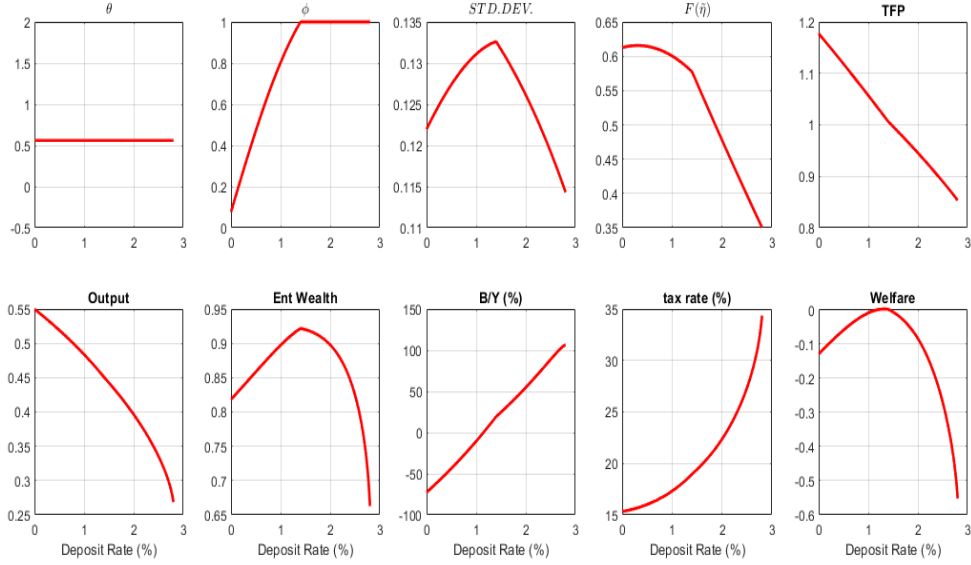 θ
2
1.5
1
0.5
0
-0.5
0 1 2 3
ϕ
1
0.8
0.6
0.4
0.2
0
0 1 2 3
STD.DEV.
0.135
0.13
0.125
0.12
0.115
0.11
0 1 2 3
F(η̂)
0.65
0.6
0.55
0.5
0.45
0.4
0.35
0 1 2 3
TFP
1.2
1.1
1
0.9
0.8
0 1 2 3
Output
0.55
0.5
0.45
0.4
0.35
0.3
0.25
0 1 2 3
Deposit Rate (%)
Ent Wealth
0.95
0.9
0.85
0.8
0.75
0.7
0.65
0 1 2 3
Deposit Rate (%)
B/Y (%)
150
100
50
0
-50
-100
0 1 2 3
Deposit Rate (%)
tax rate (%)
35
30
25
20
15
0 1 2 3
Deposit Rate (%)
Welfare
0
-0.1
-0.2
-0.3
-0.4
-0.5
-0.6
0 1 2 3
Deposit Rate (%)